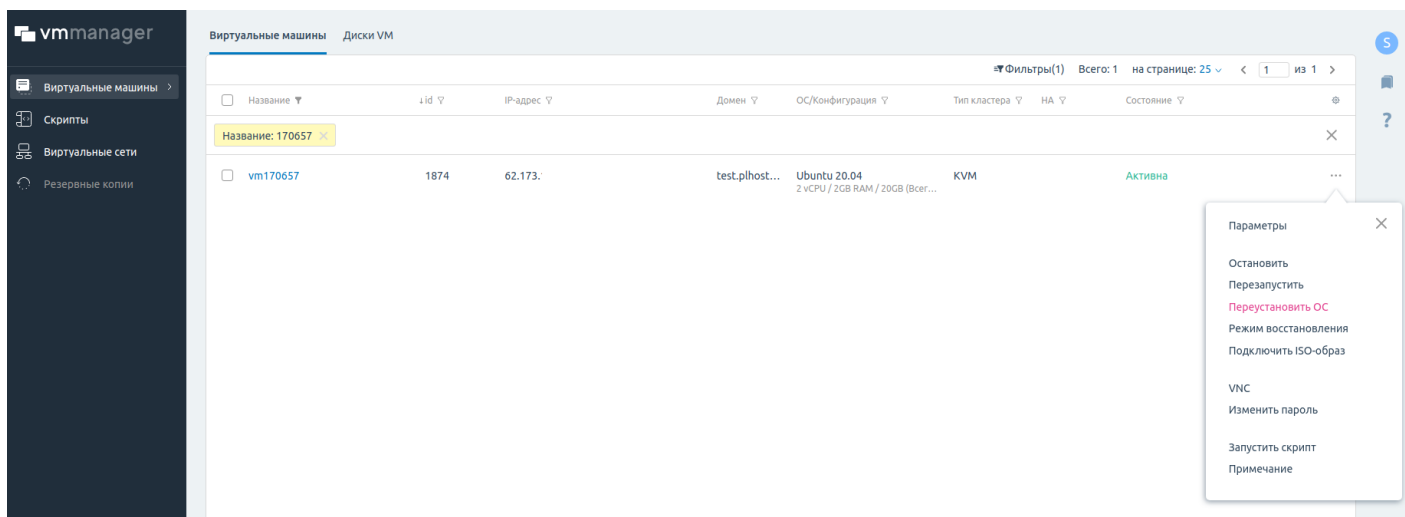 vmmanager
Виртуальные машины
Скрипты
Виртуальные сети
Резервные копии
Виртуальные машины Диски VM
Фильтры(1) Всего: 1 на странице: 25 1 из 1
Название id IP-адрес Домен ОС/Конфигурация Тип кластера HA Состояние
Название: 170657
vm170657 1874 62.173. test.plhost... Ubuntu 20.04 KVM Активна
2 vCPU / 2GB RAM / 20GB (Всег...
Параметры
Остановить
Перезапустить
Переустановить ОС
Режим восстановления
Подключить ISO-образ
VNC
Изменить пароль
Запустить скрипт
Примечание
S
?